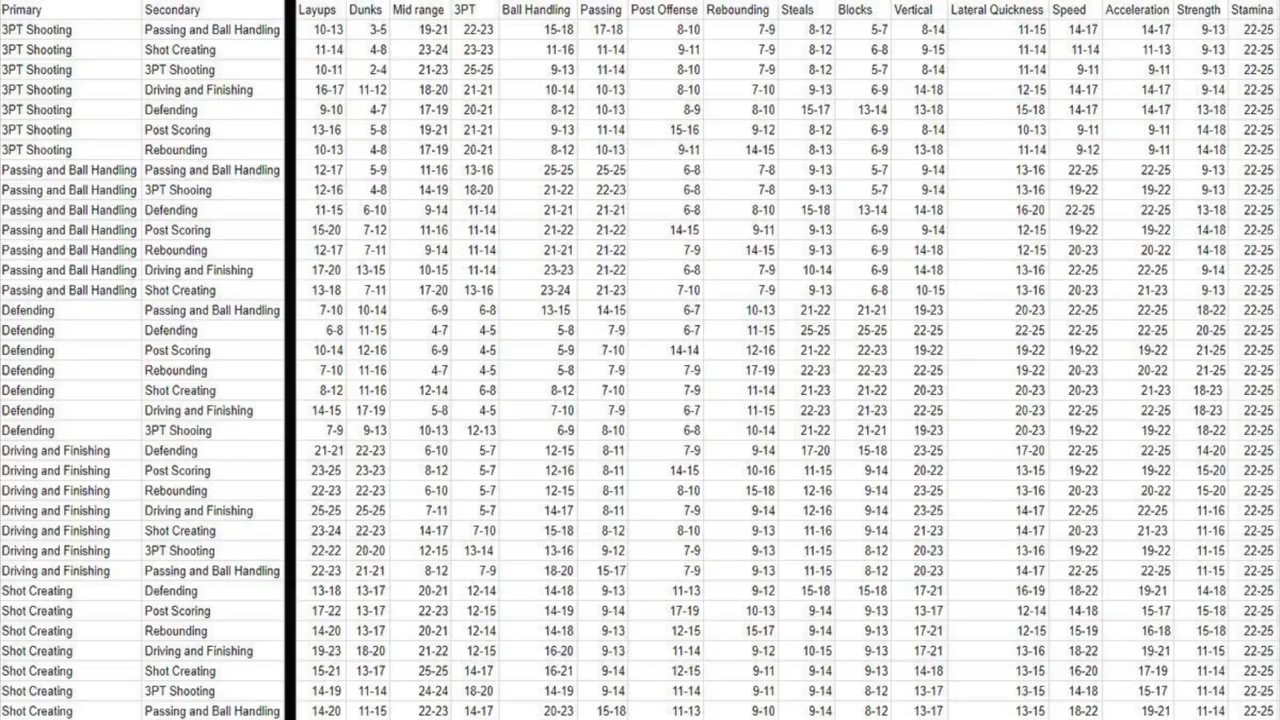 Primary Secondary Layups Dunks Mid range 3PT Ball Handling Passing Post Offense Rebounding Steals Blocks Vertical Lateral Quickness Speed Acceleration Strength Stamina
3PT Shooting Passing and Ball Handling 10-13 3-5 19-21 22-23 15-18 17-18 8-10 7-9 8-12 5-7 8-14 11-15 14-17 14-17 9-13 22-25
3PT Shooting Shot Creating 11-14 4-8 23-24 23-23 11-16 11-14 9-11 7-9 8-12 6-8 9-15 11-14 11-14 11-13 9-13 22-25
3PT Shooting 3PT Shooting 10-11 2-4 21-23 25-25 9-13 11-14 8-10 7-9 8-12 5-7 8-14 11-14 9-11 9-11 9-13 22-25
3PT Shooting Driving and Finishing 16-17 11-12 18-20 21-21 10-14 10-13 8-10 7-10 9-13 6-9 14-18 12-15 14-17 14-17 9-14 22-25
3PT Shooting Defending 9-10 4-7 17-19 20-21 8-12 10-13 8-9 8-10 15-17 13-14 13-18 15-18 14-17 14-17 13-18 22-25
3PT Shooting Post Scoring 13-16 5-8 19-21 21-21 9-13 11-14 15-16 9-12 8-12 6-9 8-14 10-13 9-11 9-11 14-18 22-25
3PT Shooting Rebounding 10-13 4-8 17-19 20-21 8-12 10-13 9-11 14-15 8-13 6-9 13-18 11-14 9-12 9-11 14-18 22-25
Passing and Ball Handling Passing and Ball Handling 12-17 5-9 11-16 13-16 25-25 25-25 6-8 7-8 9-13 5-7 9-14 13-16 22-25 22-25 9-13 22-25
Passing and Ball Handling 3PT Shooing 12-16 4-8 14-19 18-20 21-22 22-23 6-8 7-8 9-13 5-7 9-14 13-16 19-22 19-22 9-13 22-25
Passing and Ball Handling Defending 11-15 6-10 9-14 11-14 21-21 21-21 6-8 8-10 15-18 13-14 14-18 16-20 22-25 22-25 13-18 22-25
Passing and Ball Handling Post Scoring 15-20 7-12 11-16 11-14 21-22 21-22 14-15 9-11 9-13 6-9 9-14 12-15 19-22 19-22 14-18 22-25
Passing and Ball Handling Rebounding 12-17 7-11 9-14 11-14 21-21 21-22 7-9 14-15 9-13 6-9 14-18 12-15 20-23 20-22 14-18 22-25
Passing and Ball Handling Driving and Finishing 17-20 13-15 10-15 11-14 23-23 21-22 6-8 7-9 10-14 6-9 14-18 13-16 22-25 22-25 9-14 22-25
Passing and Ball Handling Shot Creating 13-18 7-11 17-20 13-16 23-24 21-23 7-10 7-9 9-13 6-8 10-15 13-16 20-23 21-23 9-13 22-25
Defending Passing and Ball Handling 7-10 10-14 6-9 6-8 13-15 14-15 6-7 10-13 21-22 21-21 19-23 20-23 22-25 22-25 18-22 22-25
Defending Defending 6-8 11-15 4-7 4-5 5-8 7-9 6-7 11-15 25-25 25-25 22-25 22-25 22-25 22-25 20-25 22-25
Defending Post Scoring 10-14 12-16 6-9 4-5 5-9 7-10 14-14 12-16 21-22 22-23 19-22 19-22 19-22 19-22 21-25 22-25
Defending Rebounding 7-10 11-16 4-7 4-5 5-8 7-9 7-9 17-19 22-23 22-23 22-25 19-22 20-23 20-22 21-25 22-25
Defending Shot Creating 8-12 11-16 12-14 6-8 8-12 7-10 7-9 11-14 21-23 21-22 20-23 20-23 20-23 21-23 18-23 22-25
Defending Driving and Finishing 14-15 17-19 5-8 4-5 7-10 7-9 6-7 11-15 22-23 21-22 22-25 20-23 22-25 22-25 18-23 22-25
Defending 3PT Shooing 7-9 9-13 10-13 12-13 6-9 8-10 6-8 10-14 21-22 21-21 19-23 20-23 19-22 19-22 18-22 22-25
Driving and Finishing Defending 21-21 22-23 6-10 5-7 12-15 8-11 7-9 9-14 17-20 15-18 23-25 17-20 22-25 22-25 14-20 22-25
Driving and Finishing Post Scoring 23-25 23-23 8-12 5-7 12-16 8-11 14-15 10-16 11-15 9-14 20-22 13-15 19-22 19-22 15-20 22-25
Driving and Finishing Rebounding 22-23 22-23 6-10 5-7 12-15 8-11 8-10 15-18 12-16 9-14 23-25 13-16 20-23 20-22 15-20 22-25
Driving and Finishing Driving and Finishing 25-25 25-25 7-11 5-7 14-17 8-11 7-9 9-14 12-16 9-14 23-25 14-17 22-25 22-25 11-16 22-25
Driving and Finishing Shot Creating 23-24 22-23 14-17 7-10 15-18 8-12 8-10 9-13 11-16 9-14 21-23 14-17 20-23 21-23 11-16 22-25
Driving and Finishing 3PT Shooting 22-22 20-20 12-15 13-14 13-16 9-12 7-9 9-13 11-15 8-12 20-23 13-16 19-22 19-22 11-15 22-25
Driving and Finishing Passing and Ball Handling 22-23 21-21 8-12 7-9 18-20 15-17 7-9 9-13 11-15 8-12 20-23 14-17 22-25 22-25 11-15 22-25
Shot Creating Defending 13-18 13-17 20-21 12-14 14-18 9-13 11-13 9-12 15-18 15-18 17-21 16-19 18-22 19-21 14-18 22-25
Shot Creating Post Scoring 17-22 13-17 22-23 12-15 14-19 9-14 17-19 10-13 9-14 9-13 13-17 12-14 14-18 15-17 15-18 22-25
Shot Creating Rebounding 14-20 13-17 20-21 12-14 14-18 9-13 12-15 15-17 9-14 9-13 17-21 12-15 15-19 16-18 15-18 22-25
Shot Creating Driving and Finishing 19-23 18-20 21-22 12-15 16-20 9-13 11-14 9-12 10-15 9-13 17-21 13-16 18-22 19-21 11-15 22-25
Shot Creating Shot Creating 15-21 13-17 25-25 14-17 16-21 9-14 12-15 9-11 9-14 9-13 14-18 13-15 16-20 17-19 11-14 22-25
Shot Creating 3PT Shooting 14-19 11-14 24-24 18-20 14-19 9-14 11-14 9-11 9-14 8-12 13-17 13-15 14-18 15-17 11-14 22-25
Shot Creating Passing and Ball Handling 14-20 11-15 22-23 14-17 20-23 15-18 11-13 9-10 9-14 8-12 13-17 13-15 18-22 19-21 11-14 22-25